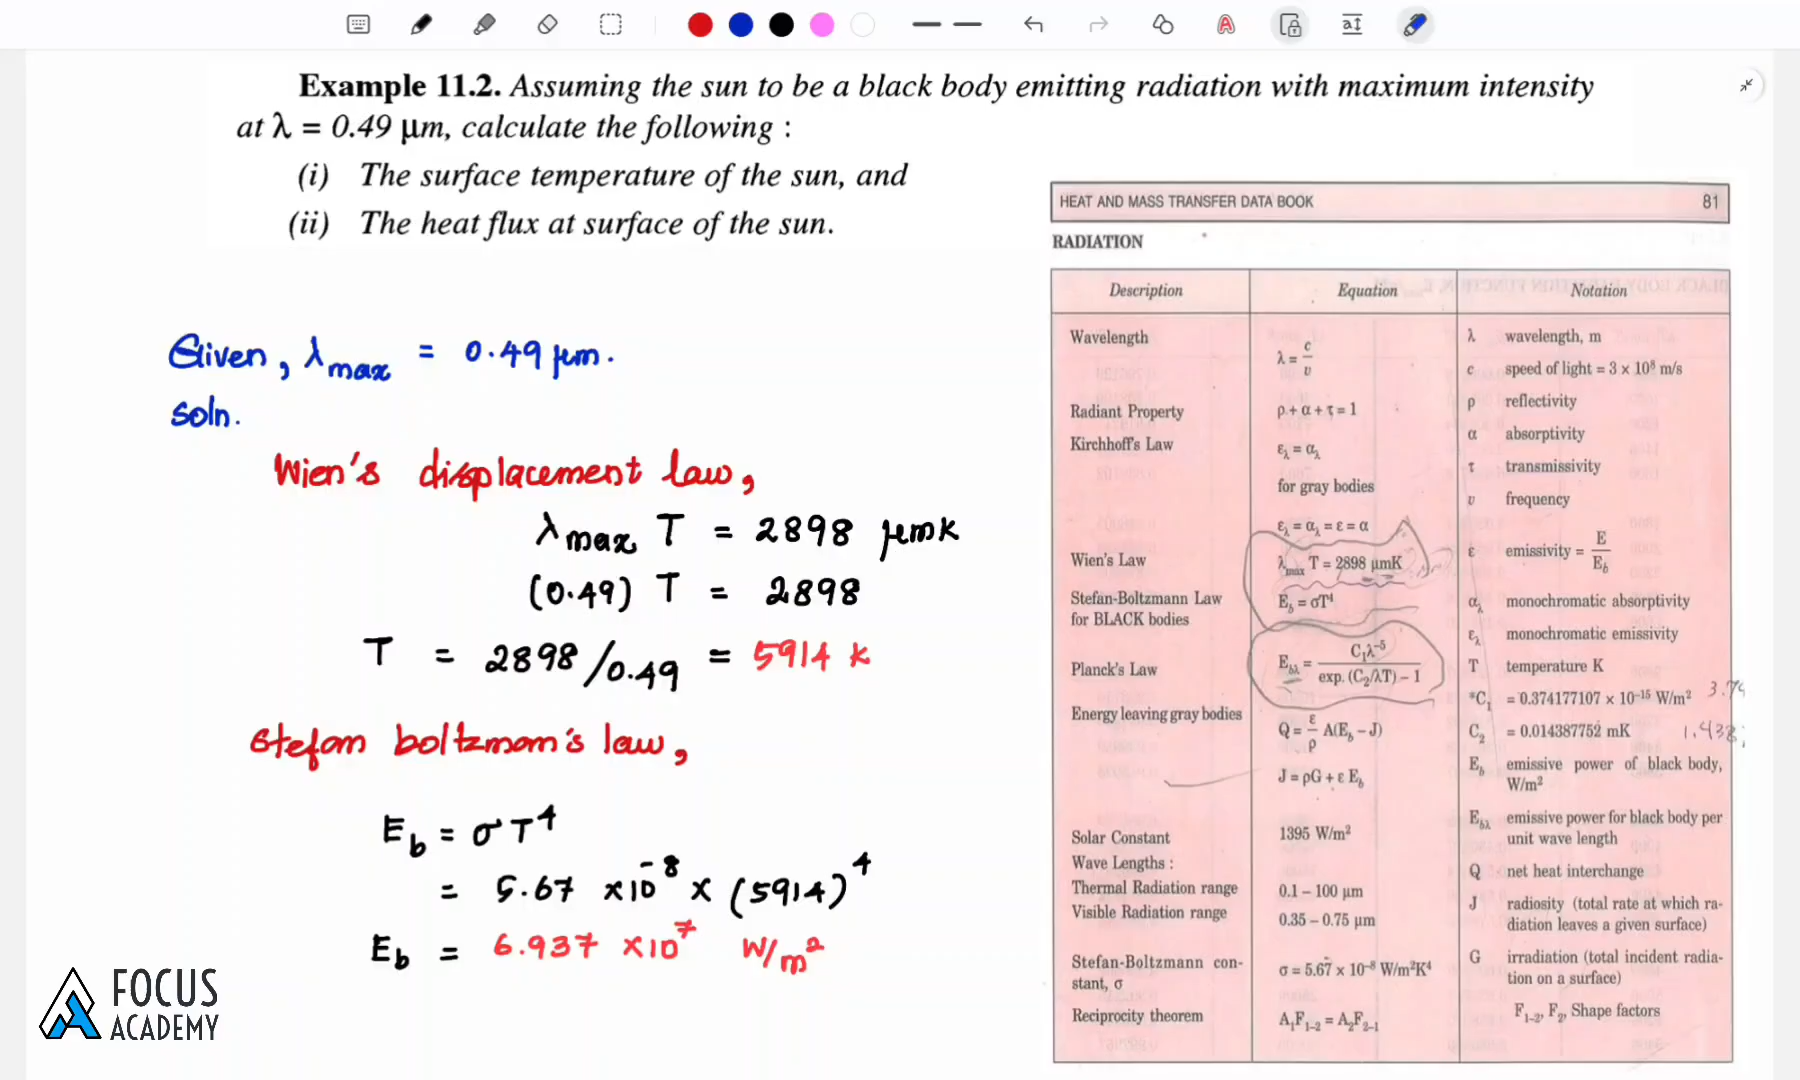 Example 11.2. Assuming the sun to be a black body emitting radiation with maximum intensity
at λ = 0.49 μm, calculate the following :
(i) The surface temperature of the sun, and
(ii) The heat flux at surface of the sun.
Given, λmax = 0.49 μm.
soln.
Wien's displacement law,
λmax T = 2898 μmk
(0.49) T = 2898
T = 2898/0.49 = 5914 k
Stefan boltzman's law,
Eb = σT⁴
= 5.67 ×10⁻⁸ × (5914)⁴
Eb = 6.937 ×10⁷ W/m²
FOCUS
ACADEMY
HEAT AND MASS TRANSFER DATA BOOK 81
RADIATION
Description Equation Notation
Wavelength λ = c/υ λ wavelength, m
c speed of light = 3 × 10⁸ m/s
Radiant Property ρ + α + τ = 1 ρ reflectivity
Kirchhoff's Law ελ = αλ α absorptivity
for gray bodies τ transmissivity
υ frequency
ελ = αλ = ε = α
Wien's Law λmax T = 2898 μmK ε emissivity = E/Eb
Stefan-Boltzmann Law Eb = σT⁴ αλ monochromatic absorptivity
for BLACK bodies
ελ monochromatic emissivity
Planck's Law Ebλ = C₁λ⁻⁵/exp. (C₂/λT) – 1 T temperature K
*C₁ = 0.374177107 × 10⁻¹⁵ W/m²
Energy leaving gray bodies Q = ε/ρ A(Eb – J) C₂ = 0.014387752 mK
J = ρG + ε Eb Eb emissive power of black body,
W/m²
Ebλ emissive power for black body per
unit wave length
Solar Constant 1395 W/m²
Wave Lengths :
Q net heat interchange
Thermal Radiation range 0.1 – 100 μm
Visible Radiation range 0.35 – 0.75 μm
J radiosity (total rate at which ra-
diation leaves a given surface)
Stefan-Boltzmann con- σ = 5.67 × 10⁻⁸ W/m²K⁴ G irradiation (total incident radia-
stant, σ tion on a surface)
Reciprocity theorem A₁F₁₋₂ = A₂F₂₋₁ F₁₋₂, F₂, Shape factors